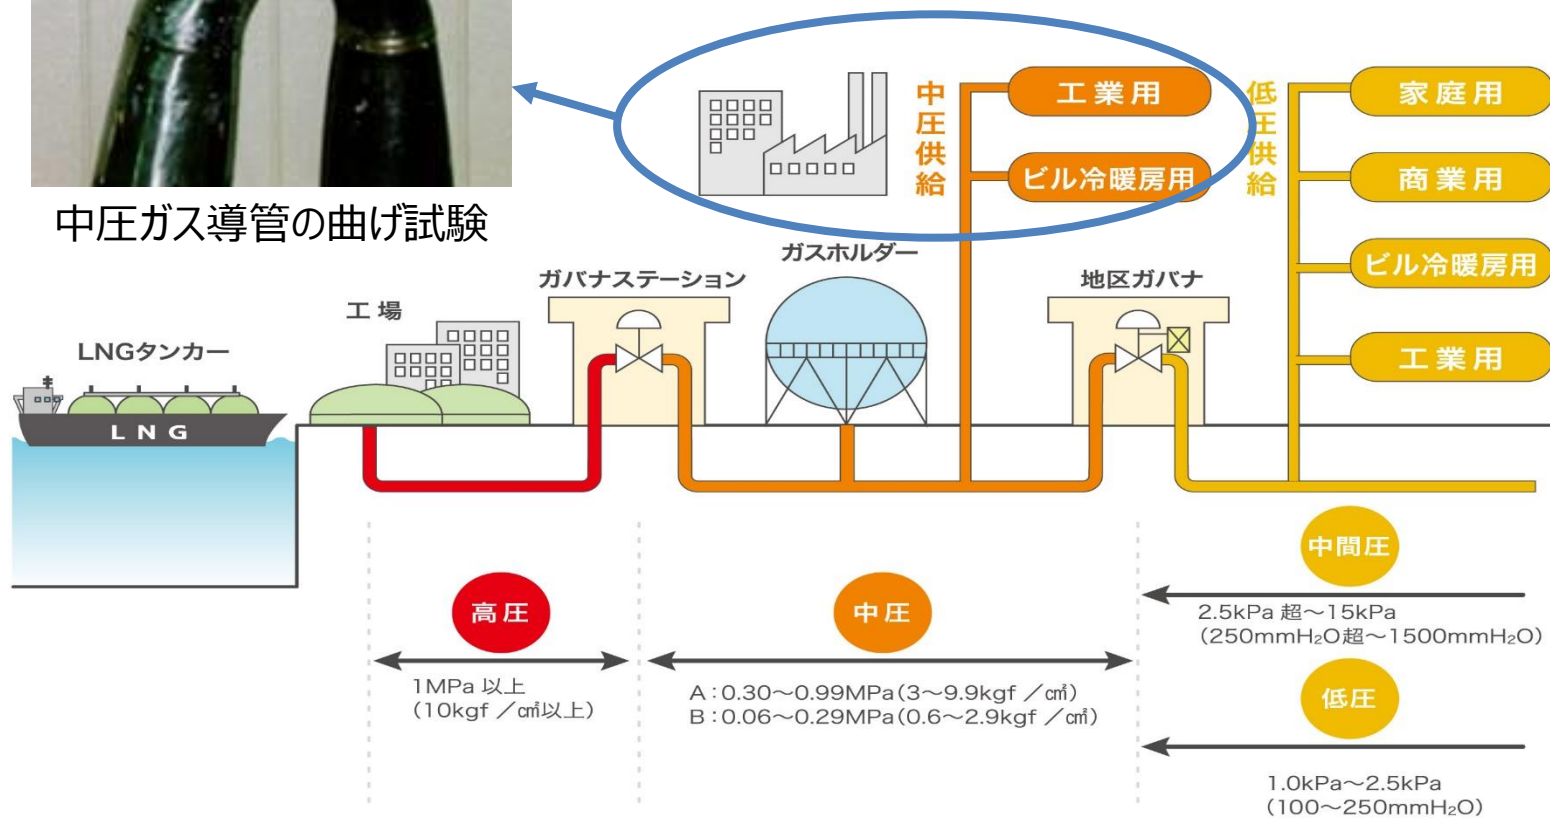 中圧ガス導管の曲げ試験
中圧供給
工業用
ビル冷暖房用
低圧供給
家庭用
商業用
ビル冷暖房用
工業用
LNGタンカー
LNG
工場
ガバナステーション
ガスホルダー
地区ガバナ
高圧
1MPa 以上
(10kgf ／㎠以上)
中圧
A:0.30～0.99MPa(3～9.9kgf ／㎠)
B:0.06～0.29MPa(0.6～2.9kgf ／㎠)
中間圧
2.5kPa 超～15kPa
(250mmH₂O超～1500mmH₂O)
低圧
1.0kPa～2.5kPa
(100～250mmH₂O)